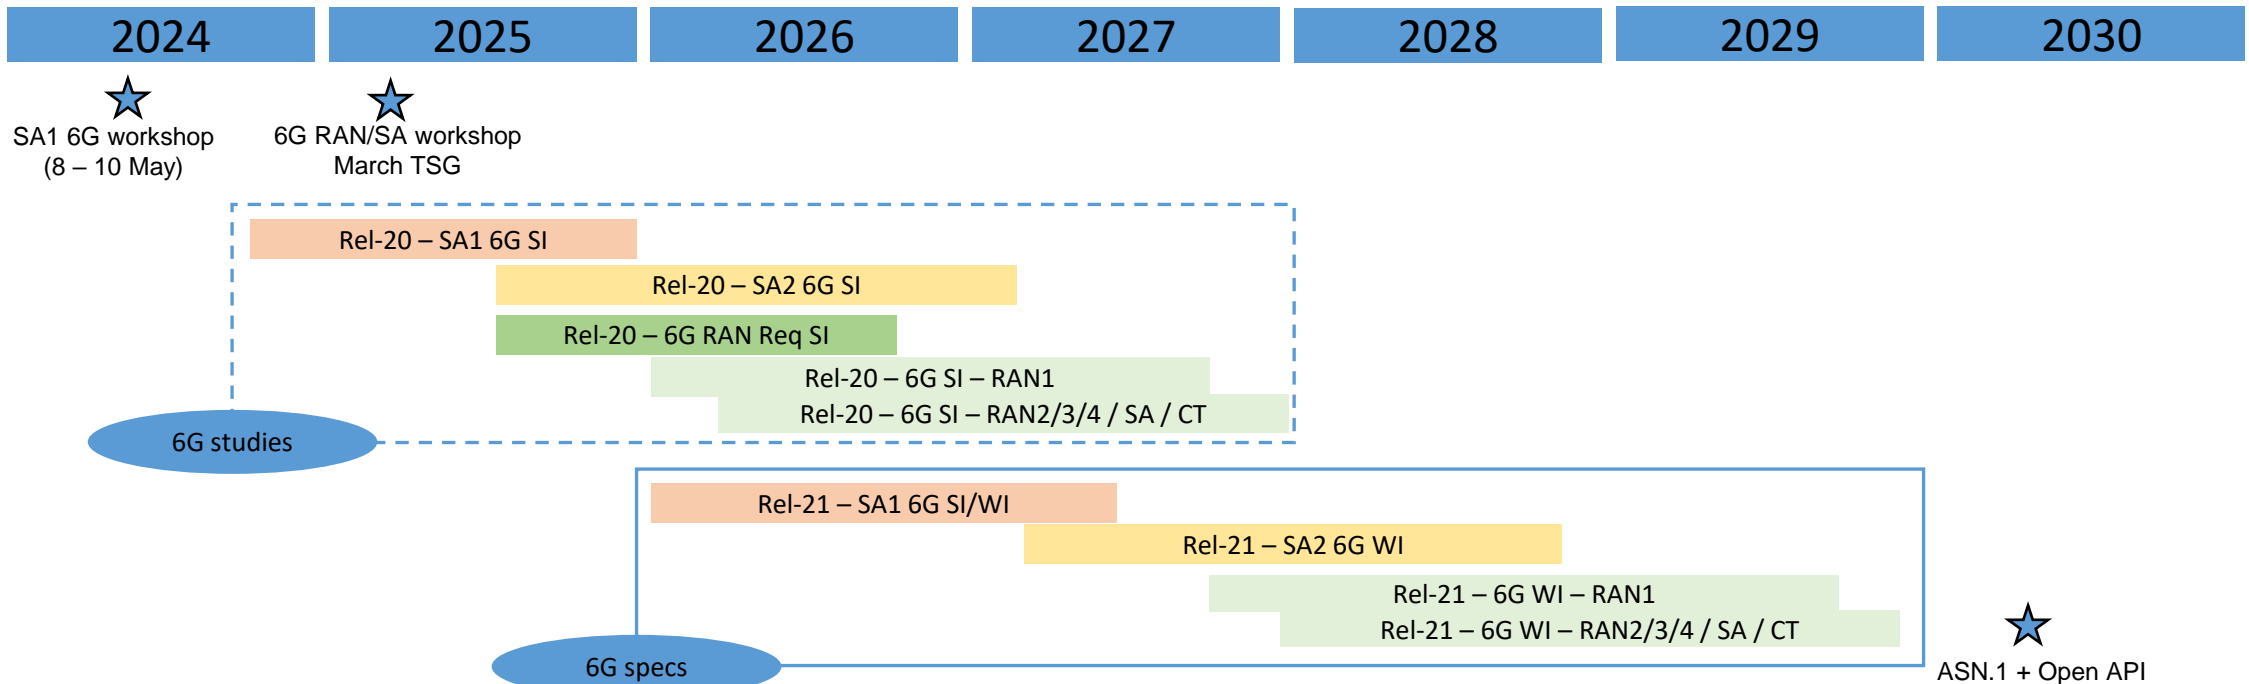 2024
2025
2026
2027
2028
2029
2030
SA1 6G workshop
(8 – 10 May)
6G RAN/SA workshop
March TSG
Rel-20 – SA1 6G SI
Rel-20 – SA2 6G SI
Rel-20 – 6G RAN Req SI
Rel-20 – 6G SI – RAN1
Rel-20 – 6G SI – RAN2/3/4 / SA / CT
6G studies
Rel-21 – SA1 6G SI/WI
Rel-21 – SA2 6G WI
Rel-21 – 6G WI – RAN1
Rel-21 – 6G WI – RAN2/3/4 / SA / CT
6G specs
ASN.1 + Open API